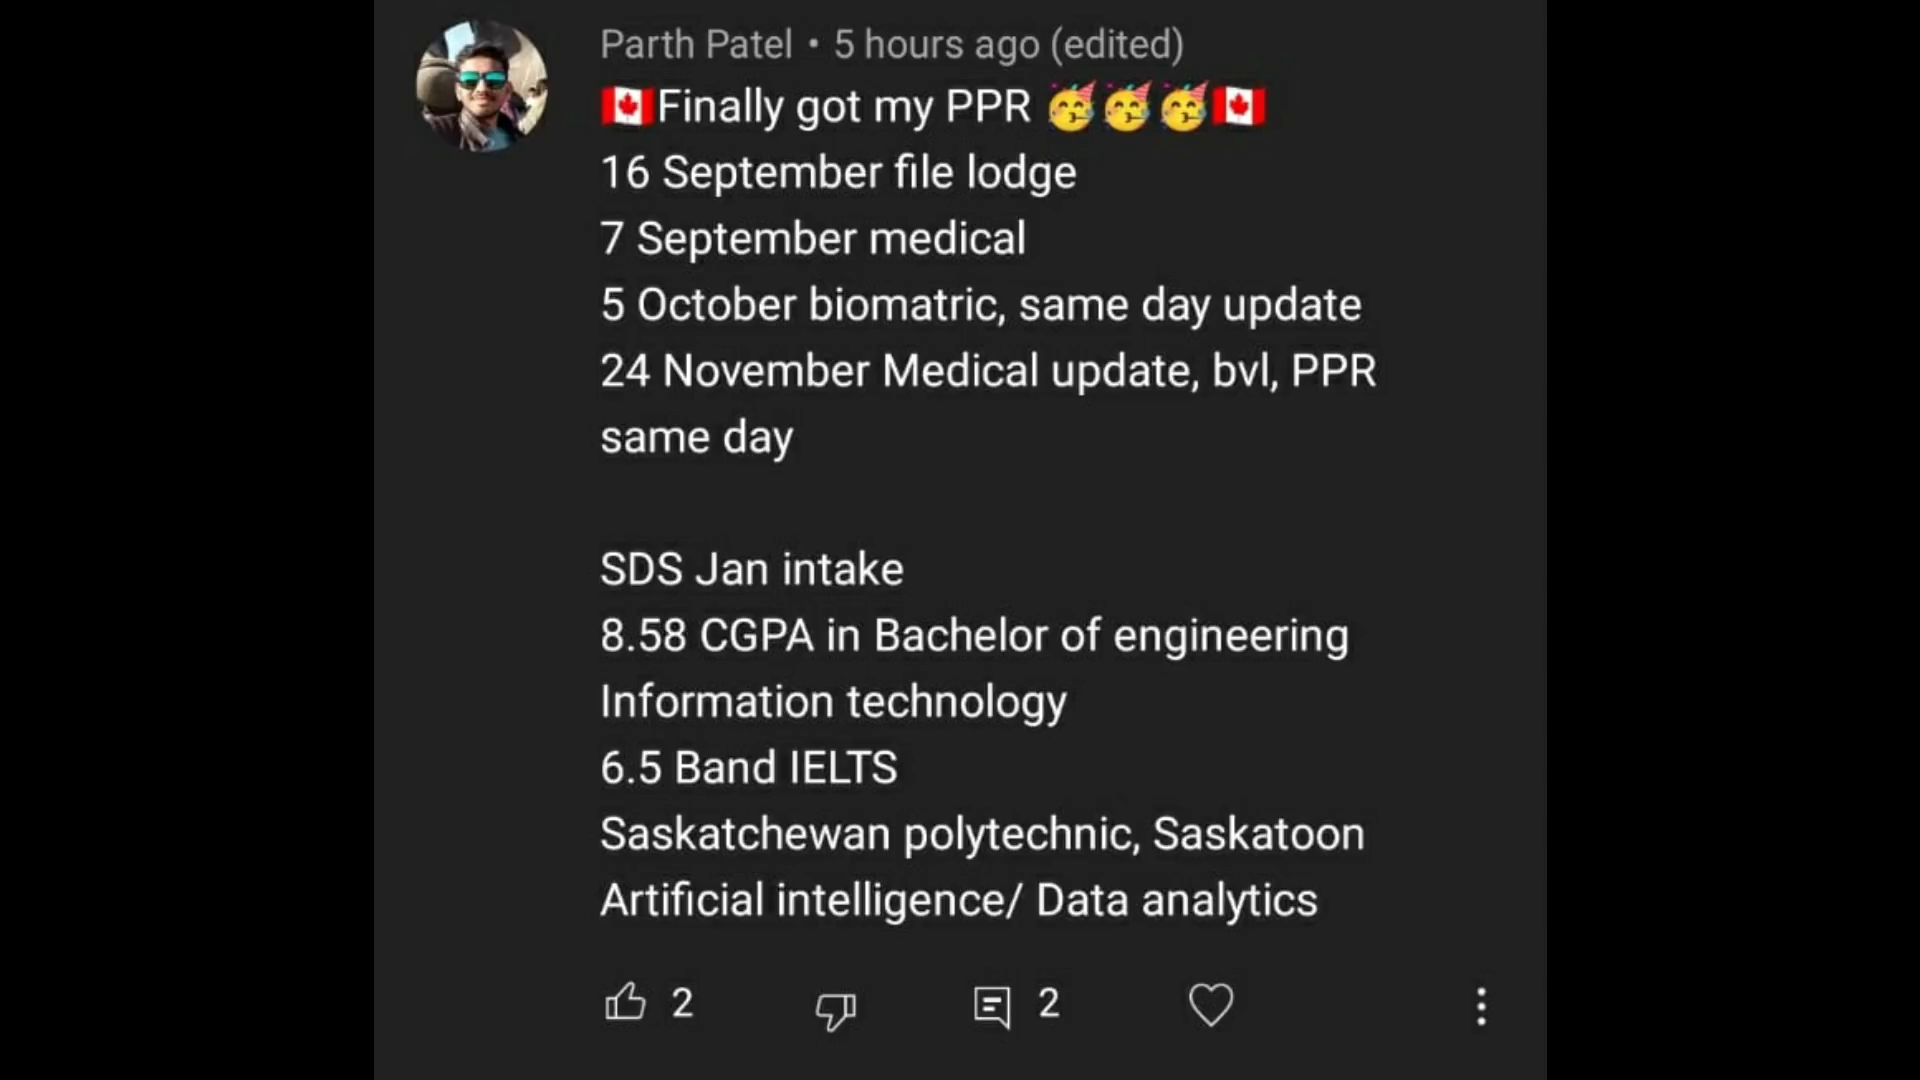 Parth Patel • 5 hours ago (edited)
🇨🇦Finally got my PPR 🥳🥳🥳🇨🇦
16 September file lodge
7 September medical
5 October biomatric, same day update
24 November Medical update, bvl, PPR
same day
SDS Jan intake
8.58 CGPA in Bachelor of engineering
Information technology
6.5 Band IELTS
Saskatchewan polytechnic, Saskatoon
Artificial intelligence/ Data analytics
2 2